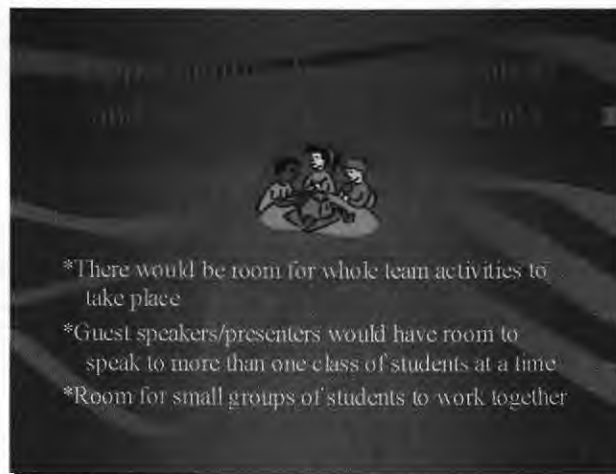 and
*There would be room for whole team activities to
take place
*Guest speakers/presenters would have room to
speak to more than one class of students at a time
*Room for small groups of students to work together